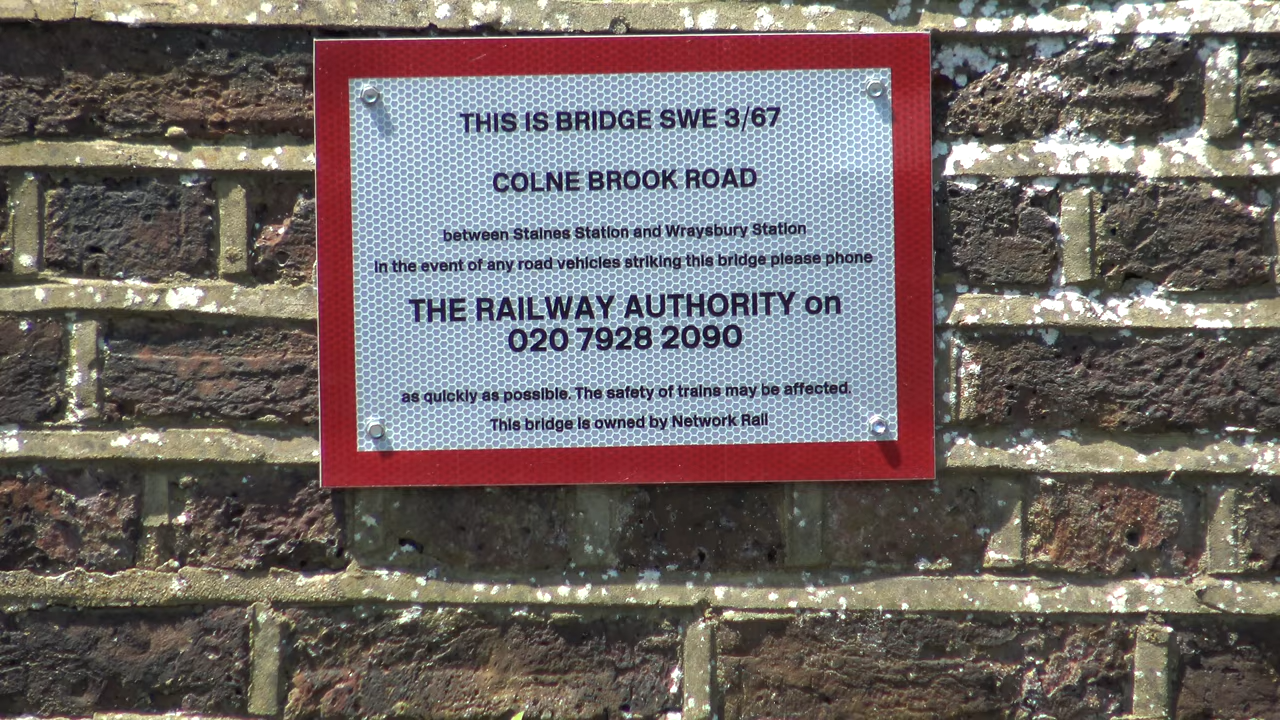 THIS IS BRIDGE SWE 3/67
COLNE BROOK ROAD
between Staines Station and Wraysbury Station
in the event of any road vehicles striking this bridge please phone
THE RAILWAY AUTHORITY on
020 7928 2090
as quickly as possible. The safety of trains may be affected.
This bridge is owned by Network Rail